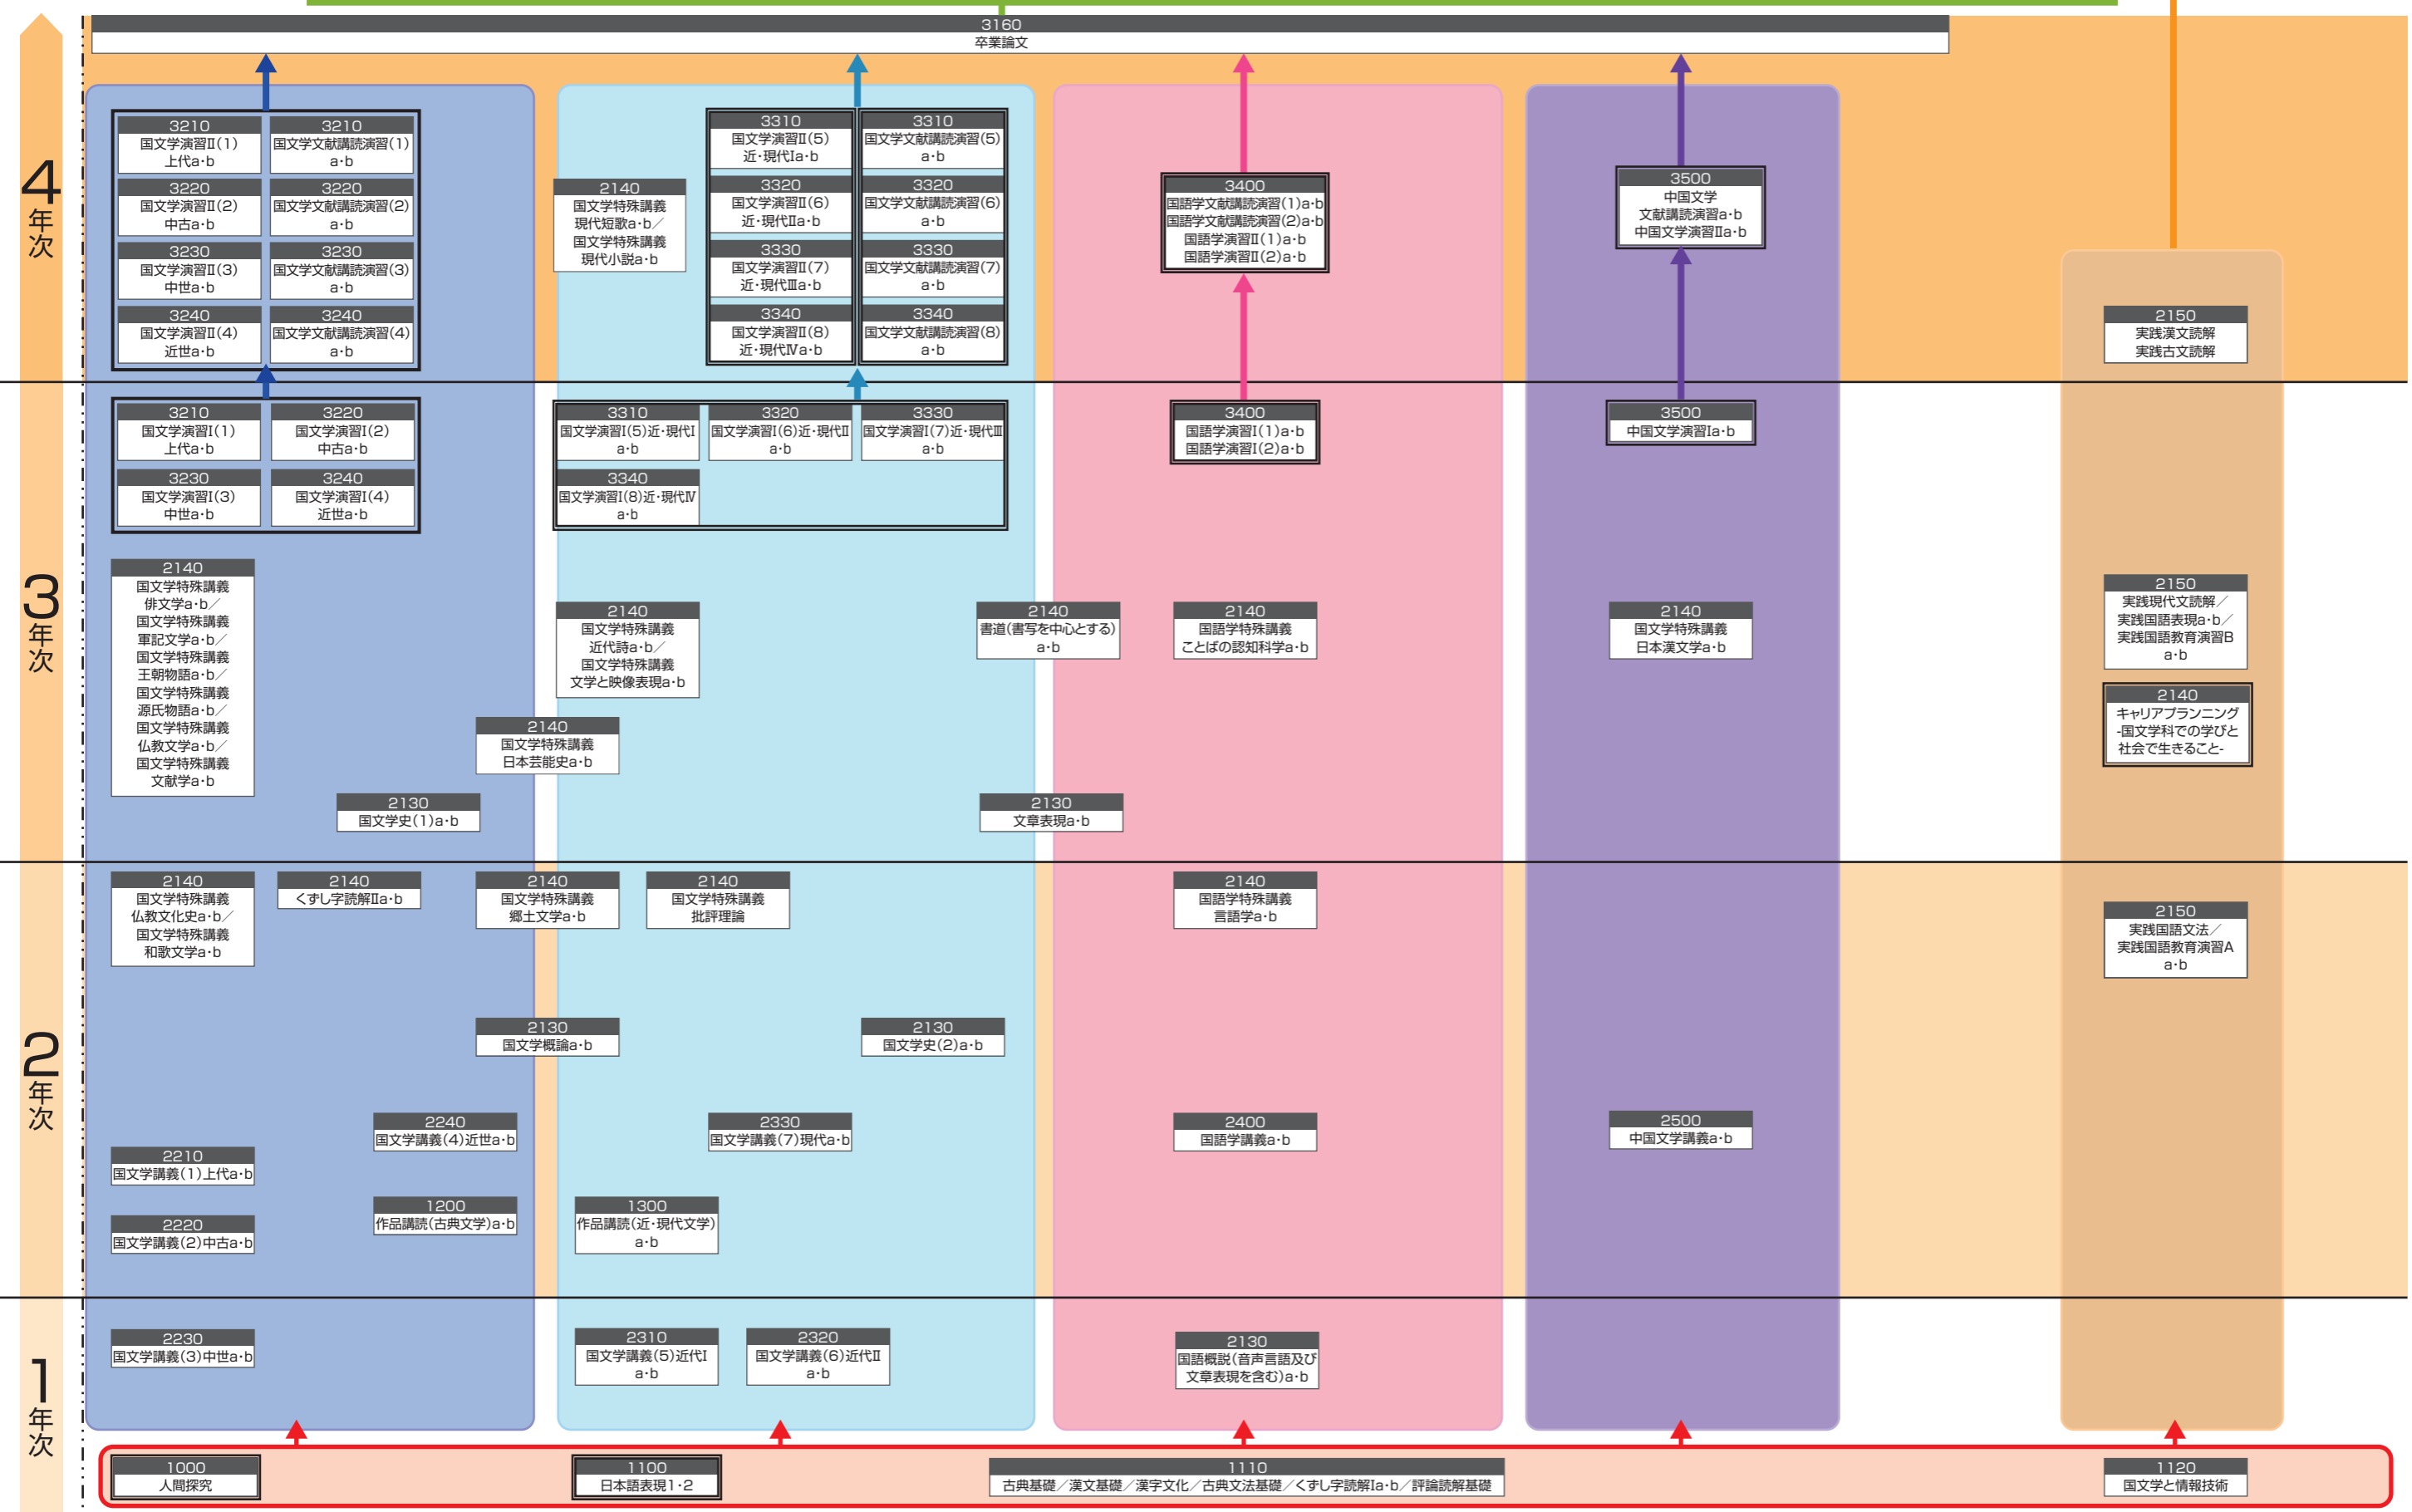 3160
卒業論文
4年次
3210
国文学演習Ⅱ(1)
上代a・b
3210
国文学文献講読演習(1)
a・b
3220
国文学演習Ⅱ(2)
中古a・b
3220
国文学文献講読演習(2)
a・b
3230
国文学演習Ⅱ(3)
中世a・b
3230
国文学文献講読演習(3)
a・b
3240
国文学演習Ⅱ(4)
近世a・b
3240
国文学文献講読演習(4)
a・b
2140
国文学特殊講義
現代短歌a・b／
国文学特殊講義
現代小説a・b
3310
国文学演習Ⅱ(5)
近・現代Ⅰa・b
3310
国文学文献講読演習(5)
a・b
3320
国文学演習Ⅱ(6)
近・現代Ⅱa・b
3320
国文学文献講読演習(6)
a・b
3330
国文学演習Ⅱ(7)
近・現代Ⅲa・b
3330
国文学文献講読演習(7)
a・b
3340
国文学演習Ⅱ(8)
近・現代Ⅳa・b
3340
国文学文献講読演習(8)
a・b
3400
国語学文献講読演習(1)a・b
国語学文献講読演習(2)a・b
国語学演習Ⅱ(1)a・b
国語学演習Ⅱ(2)a・b
3500
中国文学
文献講読演習a・b
中国文学演習Ⅱa・b
2150
実践漢文読解
実践古文読解
3年次
3210
国文学演習Ⅰ(1)
上代a・b
3220
国文学演習Ⅰ(2)
中古a・b
3230
国文学演習Ⅰ(3)
中世a・b
3240
国文学演習Ⅰ(4)
近世a・b
3310
国文学演習Ⅰ(5)近・現代Ⅰ
a・b
3320
国文学演習Ⅰ(6)近・現代Ⅱ
a・b
3330
国文学演習Ⅰ(7)近・現代Ⅲ
a・b
3340
国文学演習Ⅰ(8)近・現代Ⅳ
a・b
3400
国語学演習Ⅰ(1)a・b
国語学演習Ⅰ(2)a・b
3500
中国文学演習Ⅰa・b
2140
国文学特殊講義
俳文学a・b／
国文学特殊講義
軍記文学a・b／
国文学特殊講義
王朝物語a・b／
国文学特殊講義
源氏物語a・b／
国文学特殊講義
仏教文学a・b／
国文学特殊講義
文献学a・b
2140
国文学特殊講義
近代詩a・b／
国文学特殊講義
文学と映像表現a・b
2140
書道(書写を中心とする)
a・b
2140
国語学特殊講義
ことばの認知科学a・b
2140
国文学特殊講義
日本漢文学a・b
2150
実践現代文読解／
実践国語表現a・b／
実践国語教育演習B
a・b
2140
キャリアプランニング
-国文学科での学びと
社会で生きること-
2140
国文学特殊講義
日本芸能史a・b
2130
国文学史(1)a・b
2130
文章表現a・b
2年次
2140
国文学特殊講義
仏教文化史a・b／
国文学特殊講義
和歌文学a・b
2140
くずし字読解Ⅱa・b
2140
国文学特殊講義
郷土文学a・b
2140
国文学特殊講義
批評理論
2140
国語学特殊講義
言語学a・b
2150
実践国語文法／
実践国語教育演習A
a・b
2130
国文学概論a・b
2130
国文学史(2)a・b
2240
国文学講義(4)近世a・b
2330
国文学講義(7)現代a・b
2400
国語学講義a・b
2500
中国文学講義a・b
2210
国文学講義(1)上代a・b
1200
作品講読(古典文学)a・b
1300
作品講読(近・現代文学)
a・b
2220
国文学講義(2)中古a・b
1年次
2230
国文学講義(3)中世a・b
2310
国文学講義(5)近代Ⅰ
a・b
2320
国文学講義(6)近代Ⅱ
a・b
2130
国語概説(音声言語及び
文章表現を含む)a・b
1000
人間探究
1100
日本語表現1・2
1110
古典基礎／漢文基礎／漢字文化／古典文法基礎／くずし字読解Ⅰa・b／評論読解基礎
1120
国文学と情報技術